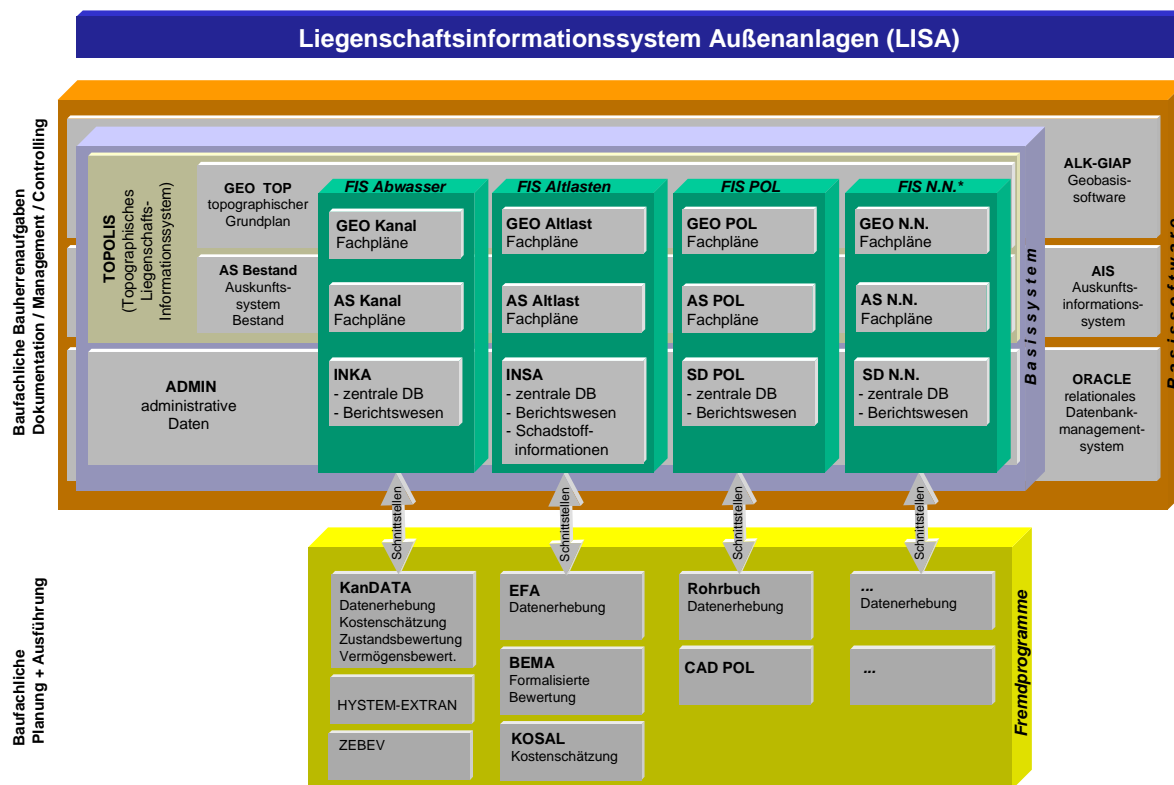 Liegenschaftsinformationssystem Außenanlagen (LISA)
Baufachliche Bauherrenaufgaben
Dokumentation / Management / Controlling
TOPOLIS
(Topographisches
Liegenschafts-
Informationssystem)
GEO TOP
topographischer
Grundplan
AS Bestand
Auskunfts-
system
Bestand
ADMIN
administrative
Daten
FIS Abwasser
GEO Kanal
Fachpläne
AS Kanal
Fachpläne
INKA
- zentrale DB
- Berichtswesen
FIS Altlasten
GEO Altlast
Fachpläne
AS Altlast
Fachpläne
INSA
- zentrale DB
- Berichtswesen
- Schadstoff-
informationen
FIS POL
GEO POL
Fachpläne
AS POL
Fachpläne
SD POL
- zentrale DB
- Berichtswesen
FIS N.N.*
GEO N.N.
Fachpläne
AS N.N.
Fachpläne
SD N.N.
- zentrale DB
- Berichtswesen
Basissystem
ALK-GIAP
Geobasis-
software
AIS
Auskunfts-
informations-
system
ORACLE
relationales
Datenbank-
management-
system
Basissoftware
Schnittstellen
Schnittstellen
Schnittstellen
Schnittstellen
Baufachliche
Planung + Ausführung
KanDATA
Datenerhebung
Kostenschätzung
Zustandsbewertung
Vermögensbewert.
HYSTEM-EXTRAN
ZEBEV
EFA
Datenerhebung
BEMA
Formalisierte
Bewertung
KOSAL
Kostenschätzung
Rohrbuch
Datenerhebung
CAD POL
...
Datenerhebung
...
Fremdprogramme